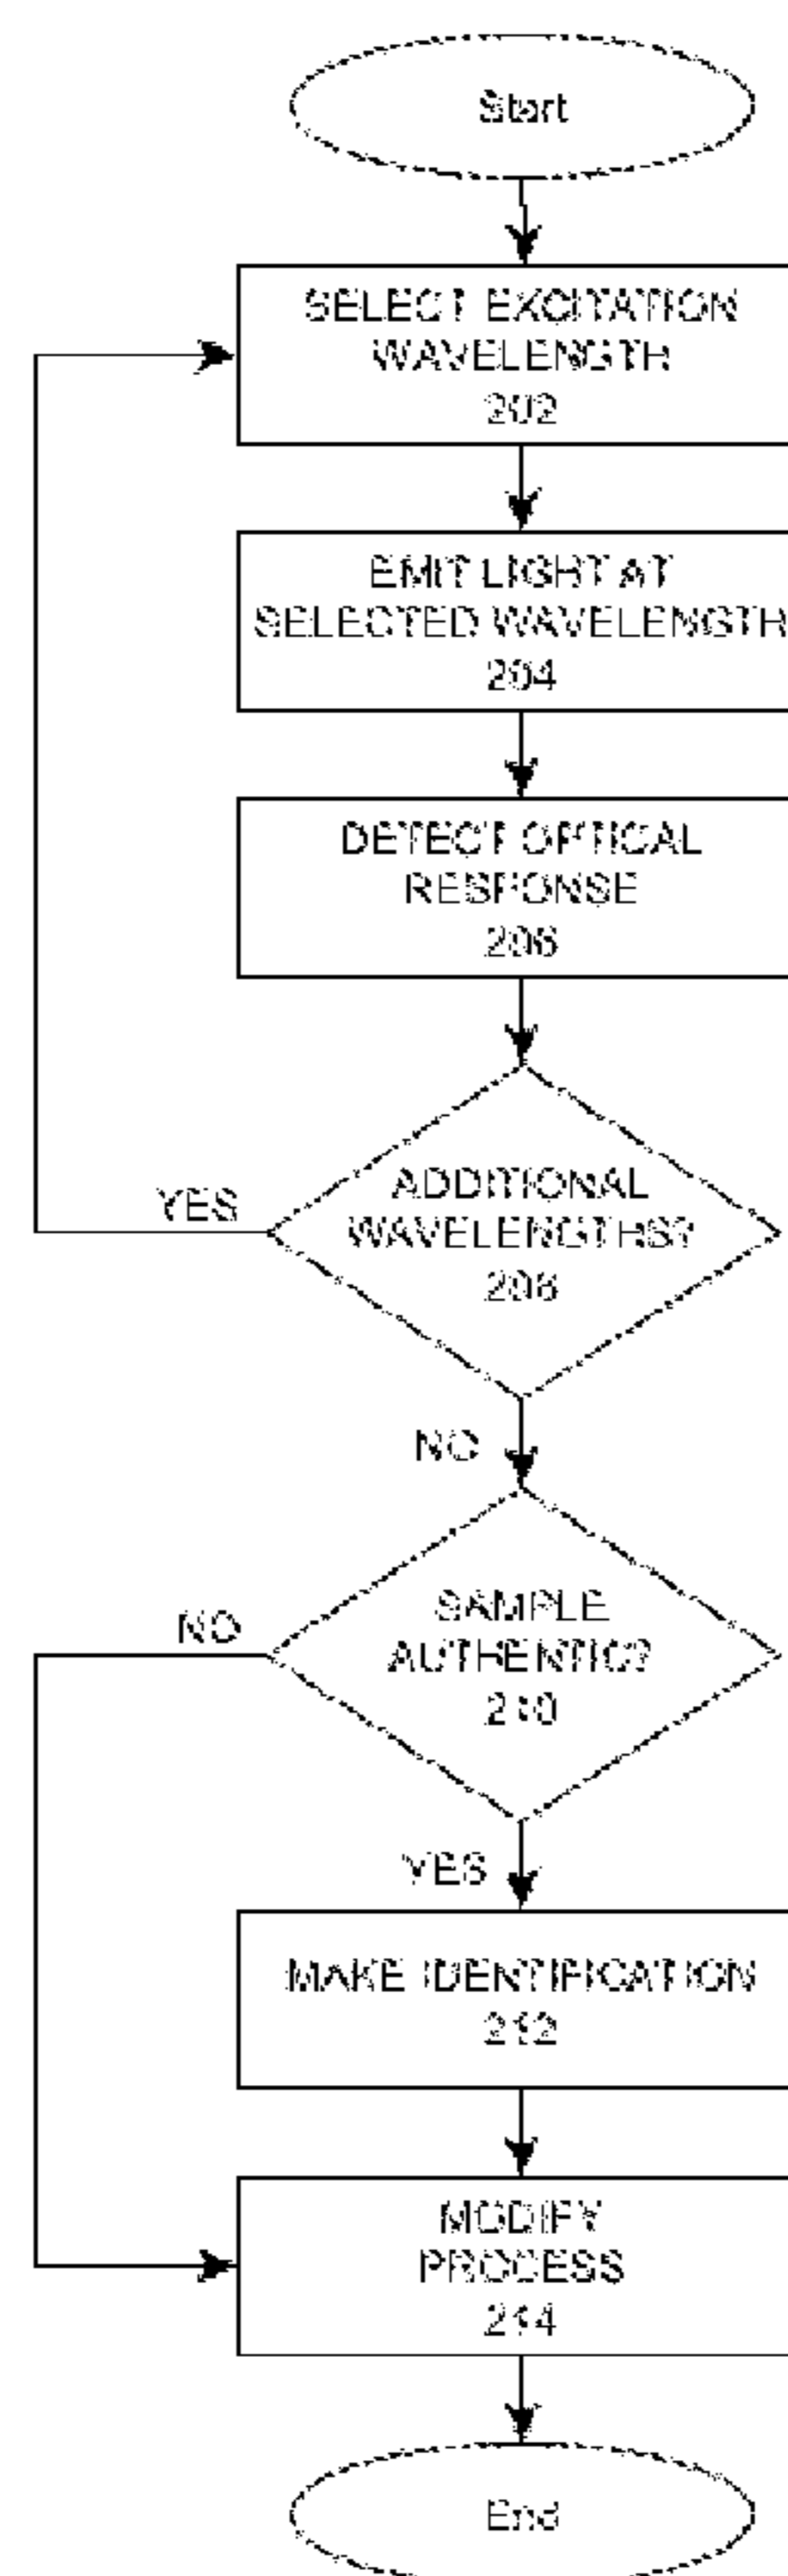 Start
SELECT EXCITATION
WAVELENGTH
202
EMIT LIGHT AT
SELECTED WAVELENGTH
204
DETECT OPTICAL
RESPONSE
206
YES
ADDITIONAL
WAVELENGTHS?
208
NO
NO
SAMPLE
AUTHENTIC?
210
YES
MAKE IDENTIFICATION
212
MODIFY
PROCESS
214
End